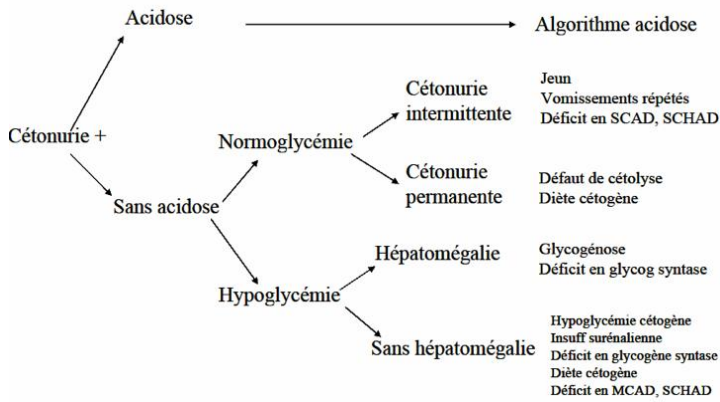 Acidose
Algorithme acidose
Cétonurie +
Sans acidose
Normoglycémie
Cétonurie
intermittente
Jeun
Vomissements répétés
Déficit en SCAD, SCHAD
Cétonurie
permanente
Défaut de cétolyse
Diète cétogène
Hypoglycémie
Hépatomégalie
Glycogénose
Déficit en glycog syntase
Sans hépatomégalie
Hypoglycémie cétogène
Insuff surénalienne
Déficit en glycogène syntase
Diète cétogène
Déficit en MCAD, SCHAD